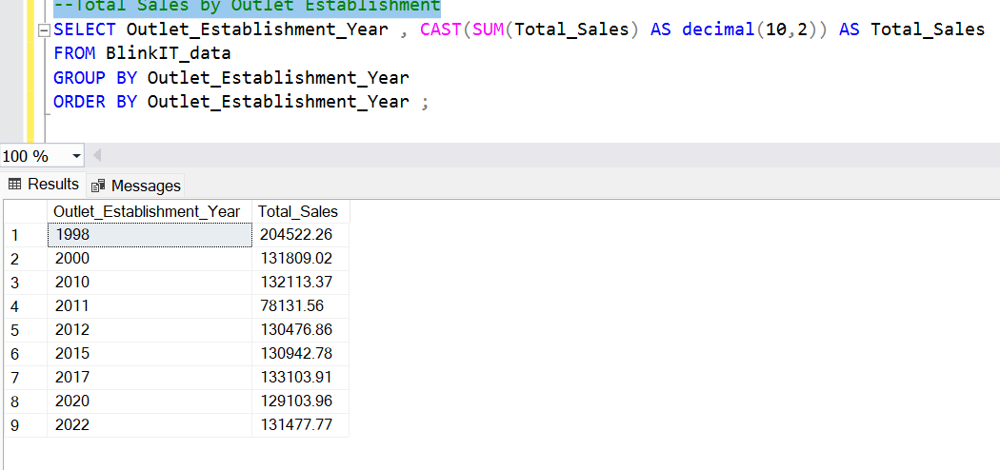 --Total Sales by Outlet Establishment
SELECT Outlet_Establishment_Year , CAST(SUM(Total_Sales) AS decimal(10,2)) AS Total_Sales
FROM BlinkIT_data
GROUP BY Outlet_Establishment_Year
ORDER BY Outlet_Establishment_Year ;
100 %
Results Messages
Outlet_Establishment_Year Total_Sales
1 1998 204522.26
2 2000 131809.02
3 2010 132113.37
4 2011 78131.56
5 2012 130476.86
6 2015 130942.78
7 2017 133103.91
8 2020 129103.96
9 2022 131477.77